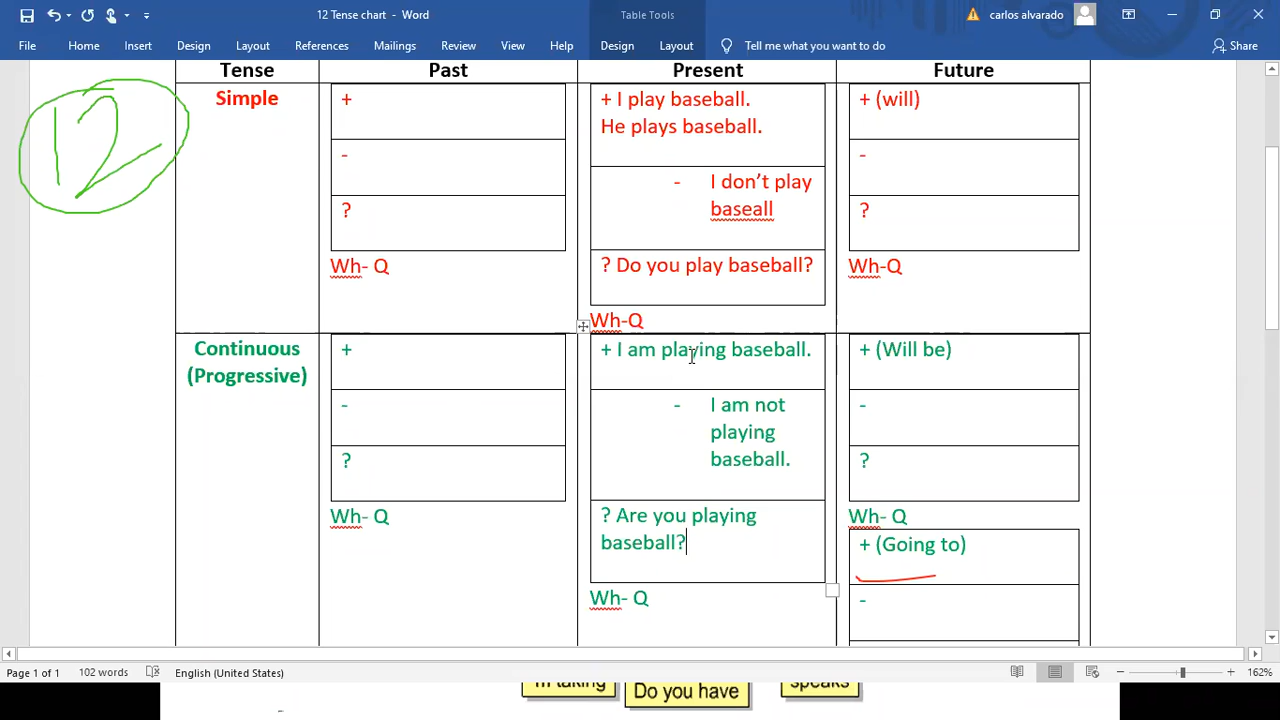 12 Tense chart - Word
Table Tools
carlos alvarado
File Home Insert Design Layout References Mailings Review View Help Design Layout Tell me what you want to do Share
Tense Past Present Future
12
Simple
+
-
?
Wh- Q
+ I play baseball.
He plays baseball.
- I don’t play
baseall
? Do you play baseball?
Wh-Q
+ (will)
-
?
Wh-Q
Continuous
(Progressive)
+
-
?
Wh- Q
+ I am playing baseball.
- I am not
playing
baseball.
? Are you playing
baseball?
Wh- Q
+ (Will be)
-
?
Wh- Q
+ (Going to)
-
Page 1 of 1 102 words English (United States) 162%
I'm taking Do you have speaks